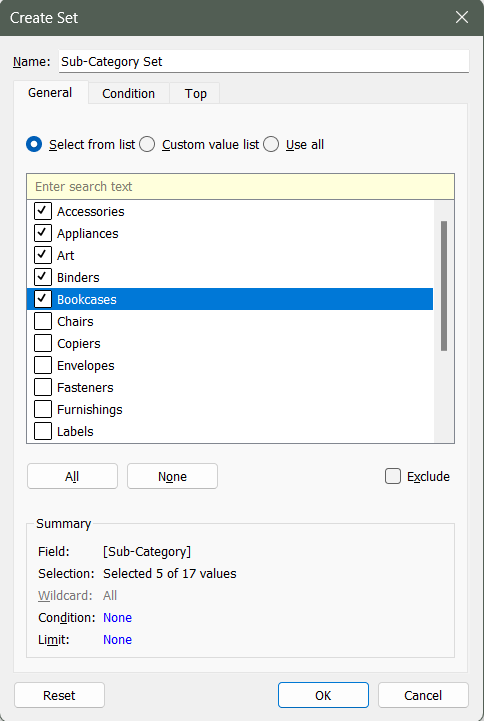 Create Set
Name: Sub-Category Set
General Condition Top
Select from list Custom value list Use all
Enter search text
Accessories
Appliances
Art
Binders
Bookcases
Chairs
Copiers
Envelopes
Fasteners
Furnishings
Labels
All None Exclude
Summary
Field: [Sub-Category]
Selection: Selected 5 of 17 values
Wildcard: All
Condition: None
Limit: None
Reset OK Cancel